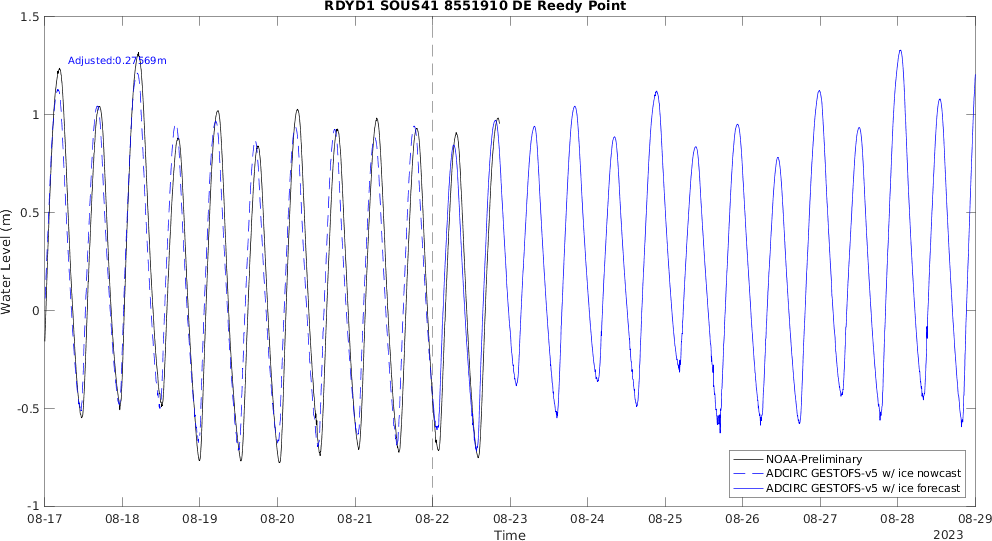 RDYD1 SOUS41 8551910 DE Reedy Point
Adjusted:0.27569m
Water Level (m)
1.5
1
0.5
0
-0.5
-1
08-17 08-18 08-19 08-20 08-21 08-22 08-23 08-24 08-25 08-26 08-27 08-28 08-29
Time
2023
NOAA-Preliminary
ADCIRC GESTOFS-v5 w/ ice nowcast
ADCIRC GESTOFS-v5 w/ ice forecast